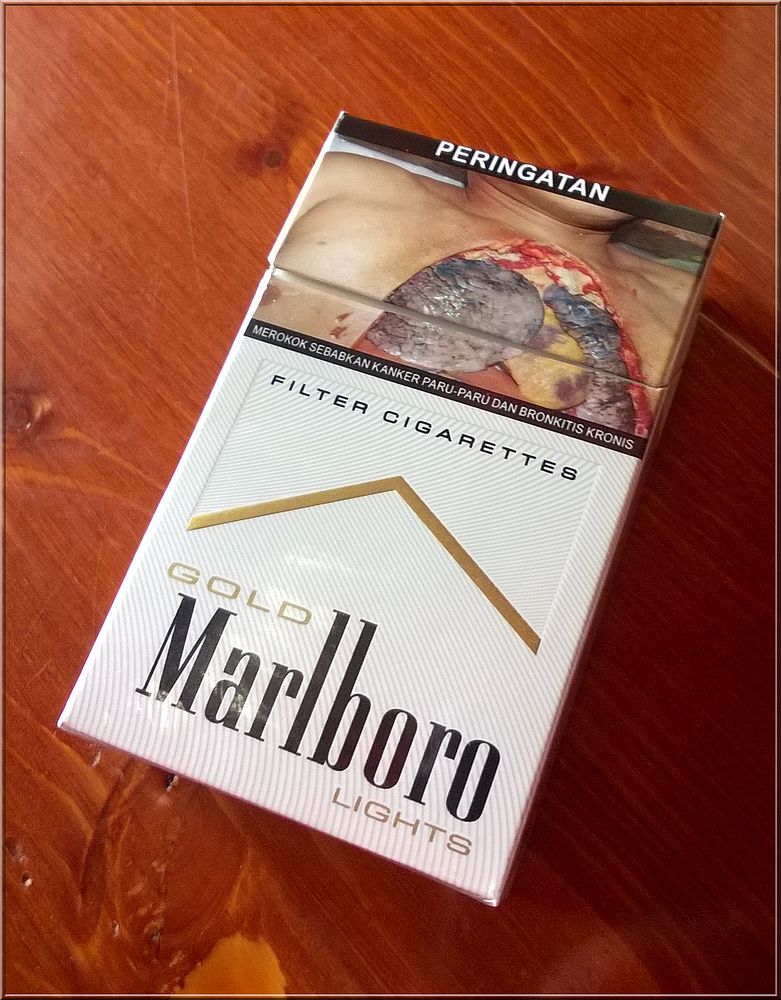 PERINGATAN
MEROKOK SEBABKAN KANKER PARU-PARU DAN BRONKITIS KRONIS
FILTER CIGARETTES
GOLD
Marlboro
LIGHTS